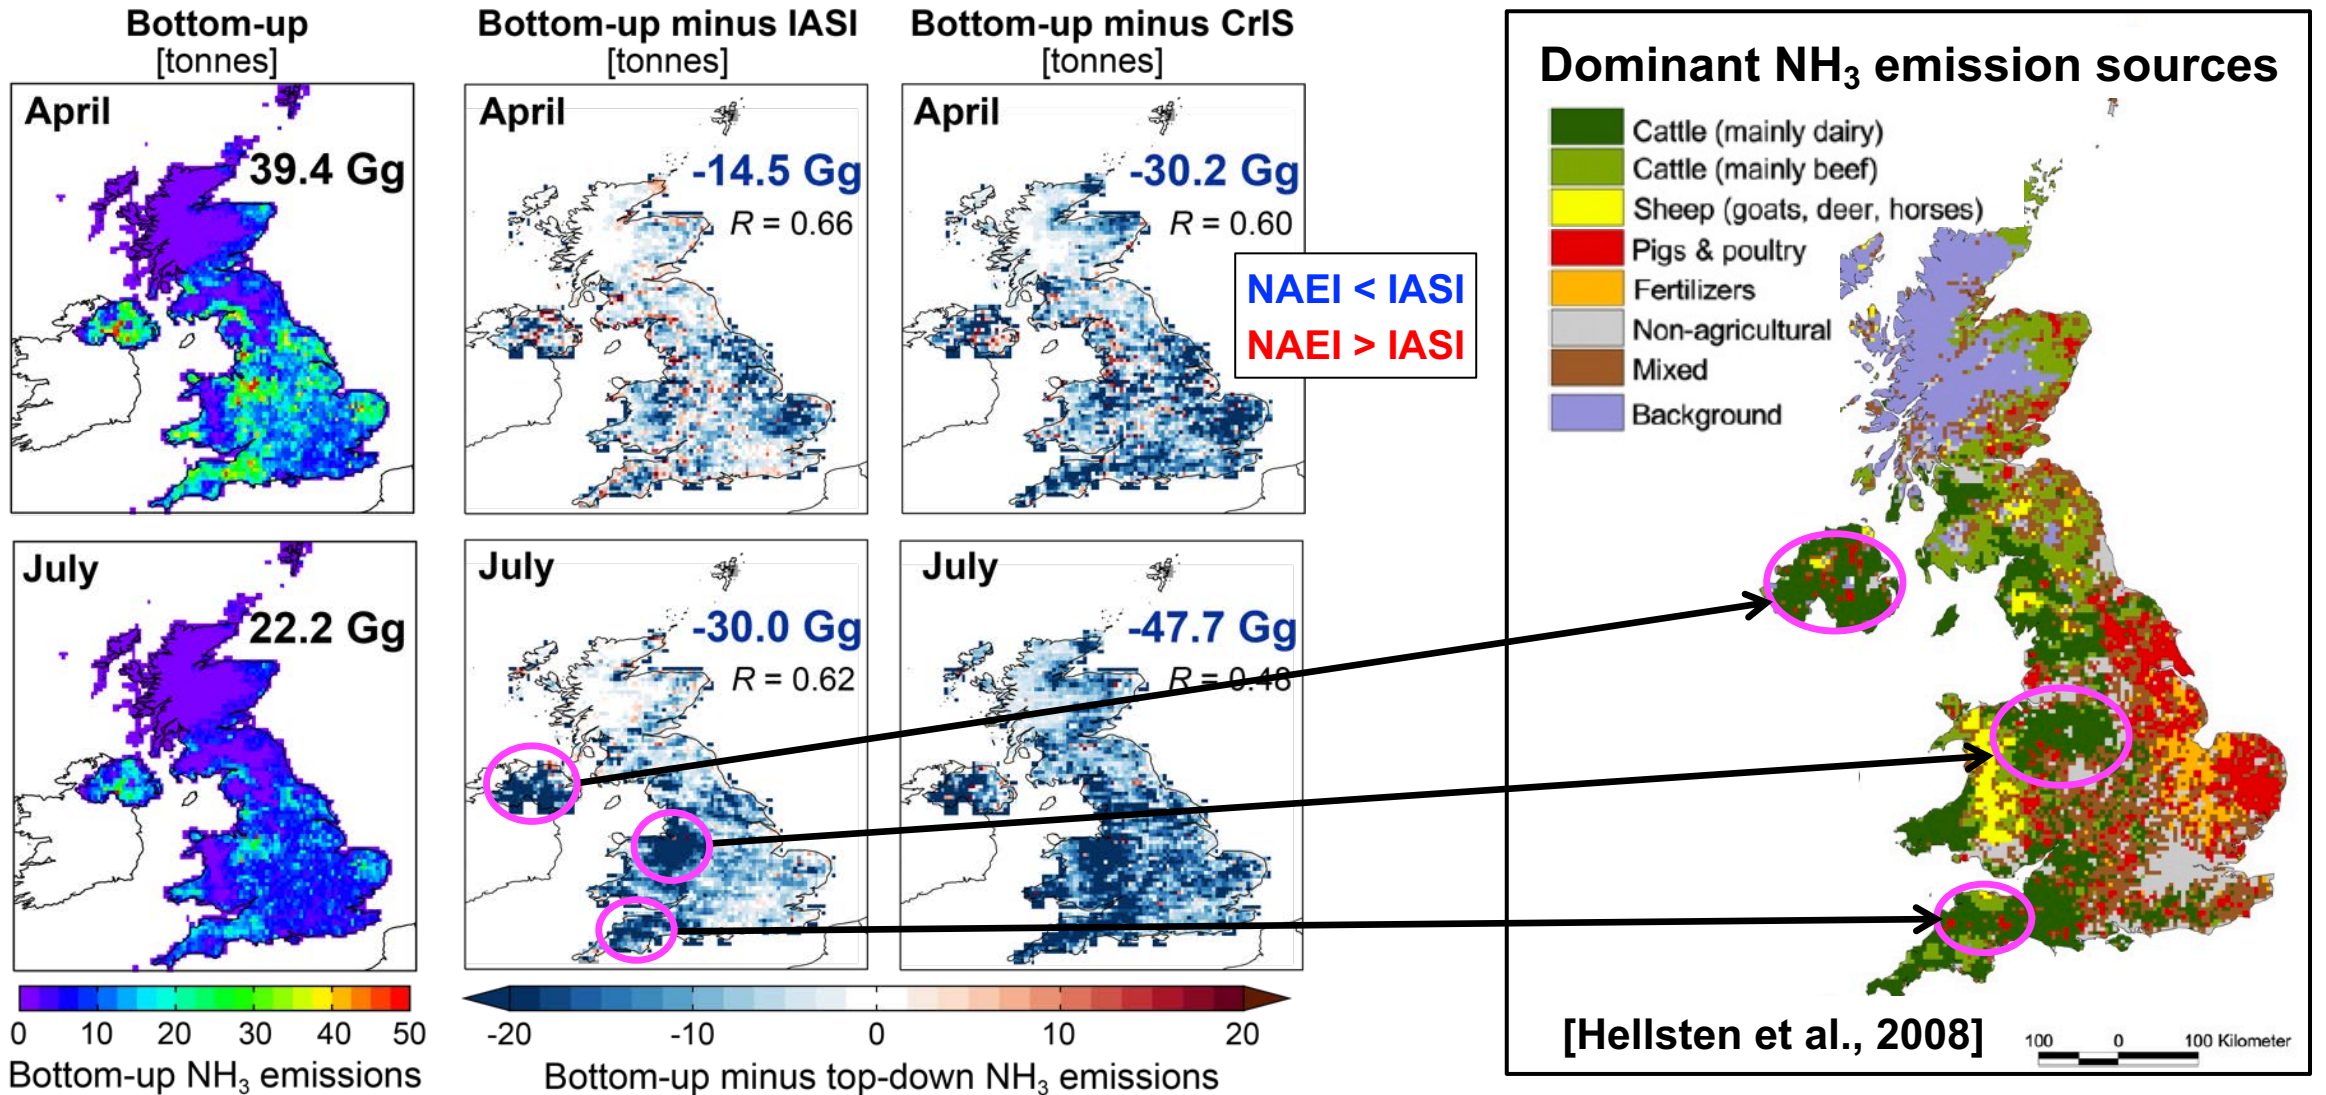 Bottom-up
[tonnes]
Bottom-up minus IASI
[tonnes]
Bottom-up minus CrIS
[tonnes]
April
39.4 Gg
April
-14.5 Gg
R = 0.66
April
-30.2 Gg
R = 0.60
NAEI < IASI
NAEI > IASI
July
22.2 Gg
July
-30.0 Gg
R = 0.62
July
-47.7 Gg
R = 0.48
0 10 20 30 40 50
Bottom-up NH₃ emissions
-20 -10 0 10 20
Bottom-up minus top-down NH₃ emissions
Dominant NH₃ emission sources
Cattle (mainly dairy)
Cattle (mainly beef)
Sheep (goats, deer, horses)
Pigs & poultry
Fertilizers
Non-agricultural
Mixed
Background
[Hellsten et al., 2008]
100 0 100 Kilometer